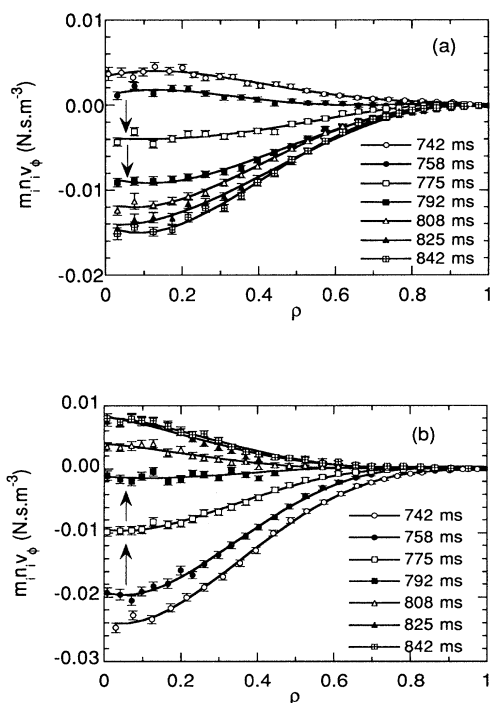 0.01
(a)
0.00
m_i n_i v_ϕ (N.s.m⁻³)
-0.01
-0.02
742 ms
758 ms
775 ms
792 ms
808 ms
825 ms
842 ms
0 0.2 0.4 0.6 0.8 1
ρ
0.01
(b)
0.00
m_i n_i v_ϕ (N.s.m⁻³)
-0.01
-0.02
-0.03
742 ms
758 ms
775 ms
792 ms
808 ms
825 ms
842 ms
0 0.2 0.4 0.6 0.8 1
ρ